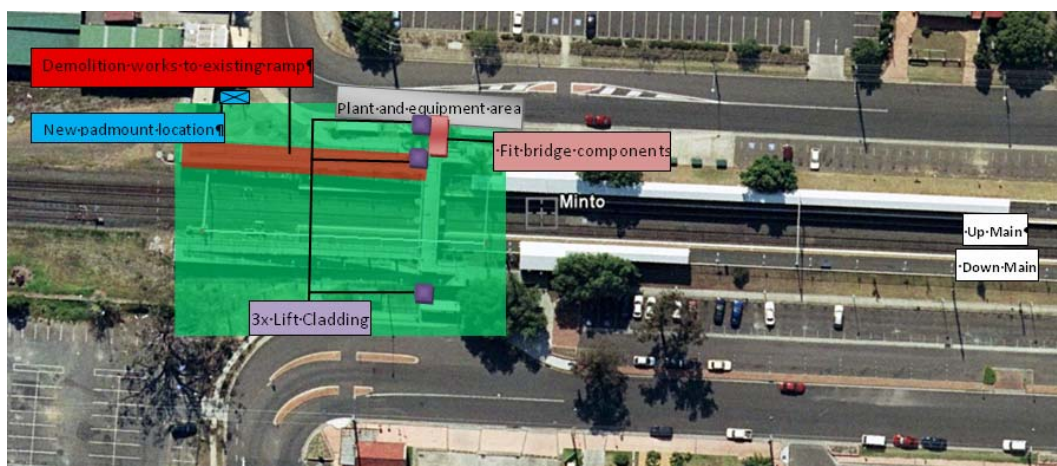 Demolition·works·to·existing·ramp¶
Plant·and·equipment·area
New·padmount·location¶
·Fit·bridge·components
Minto
·Up·Main¶
·Down·Main
3x·Lift·Cladding